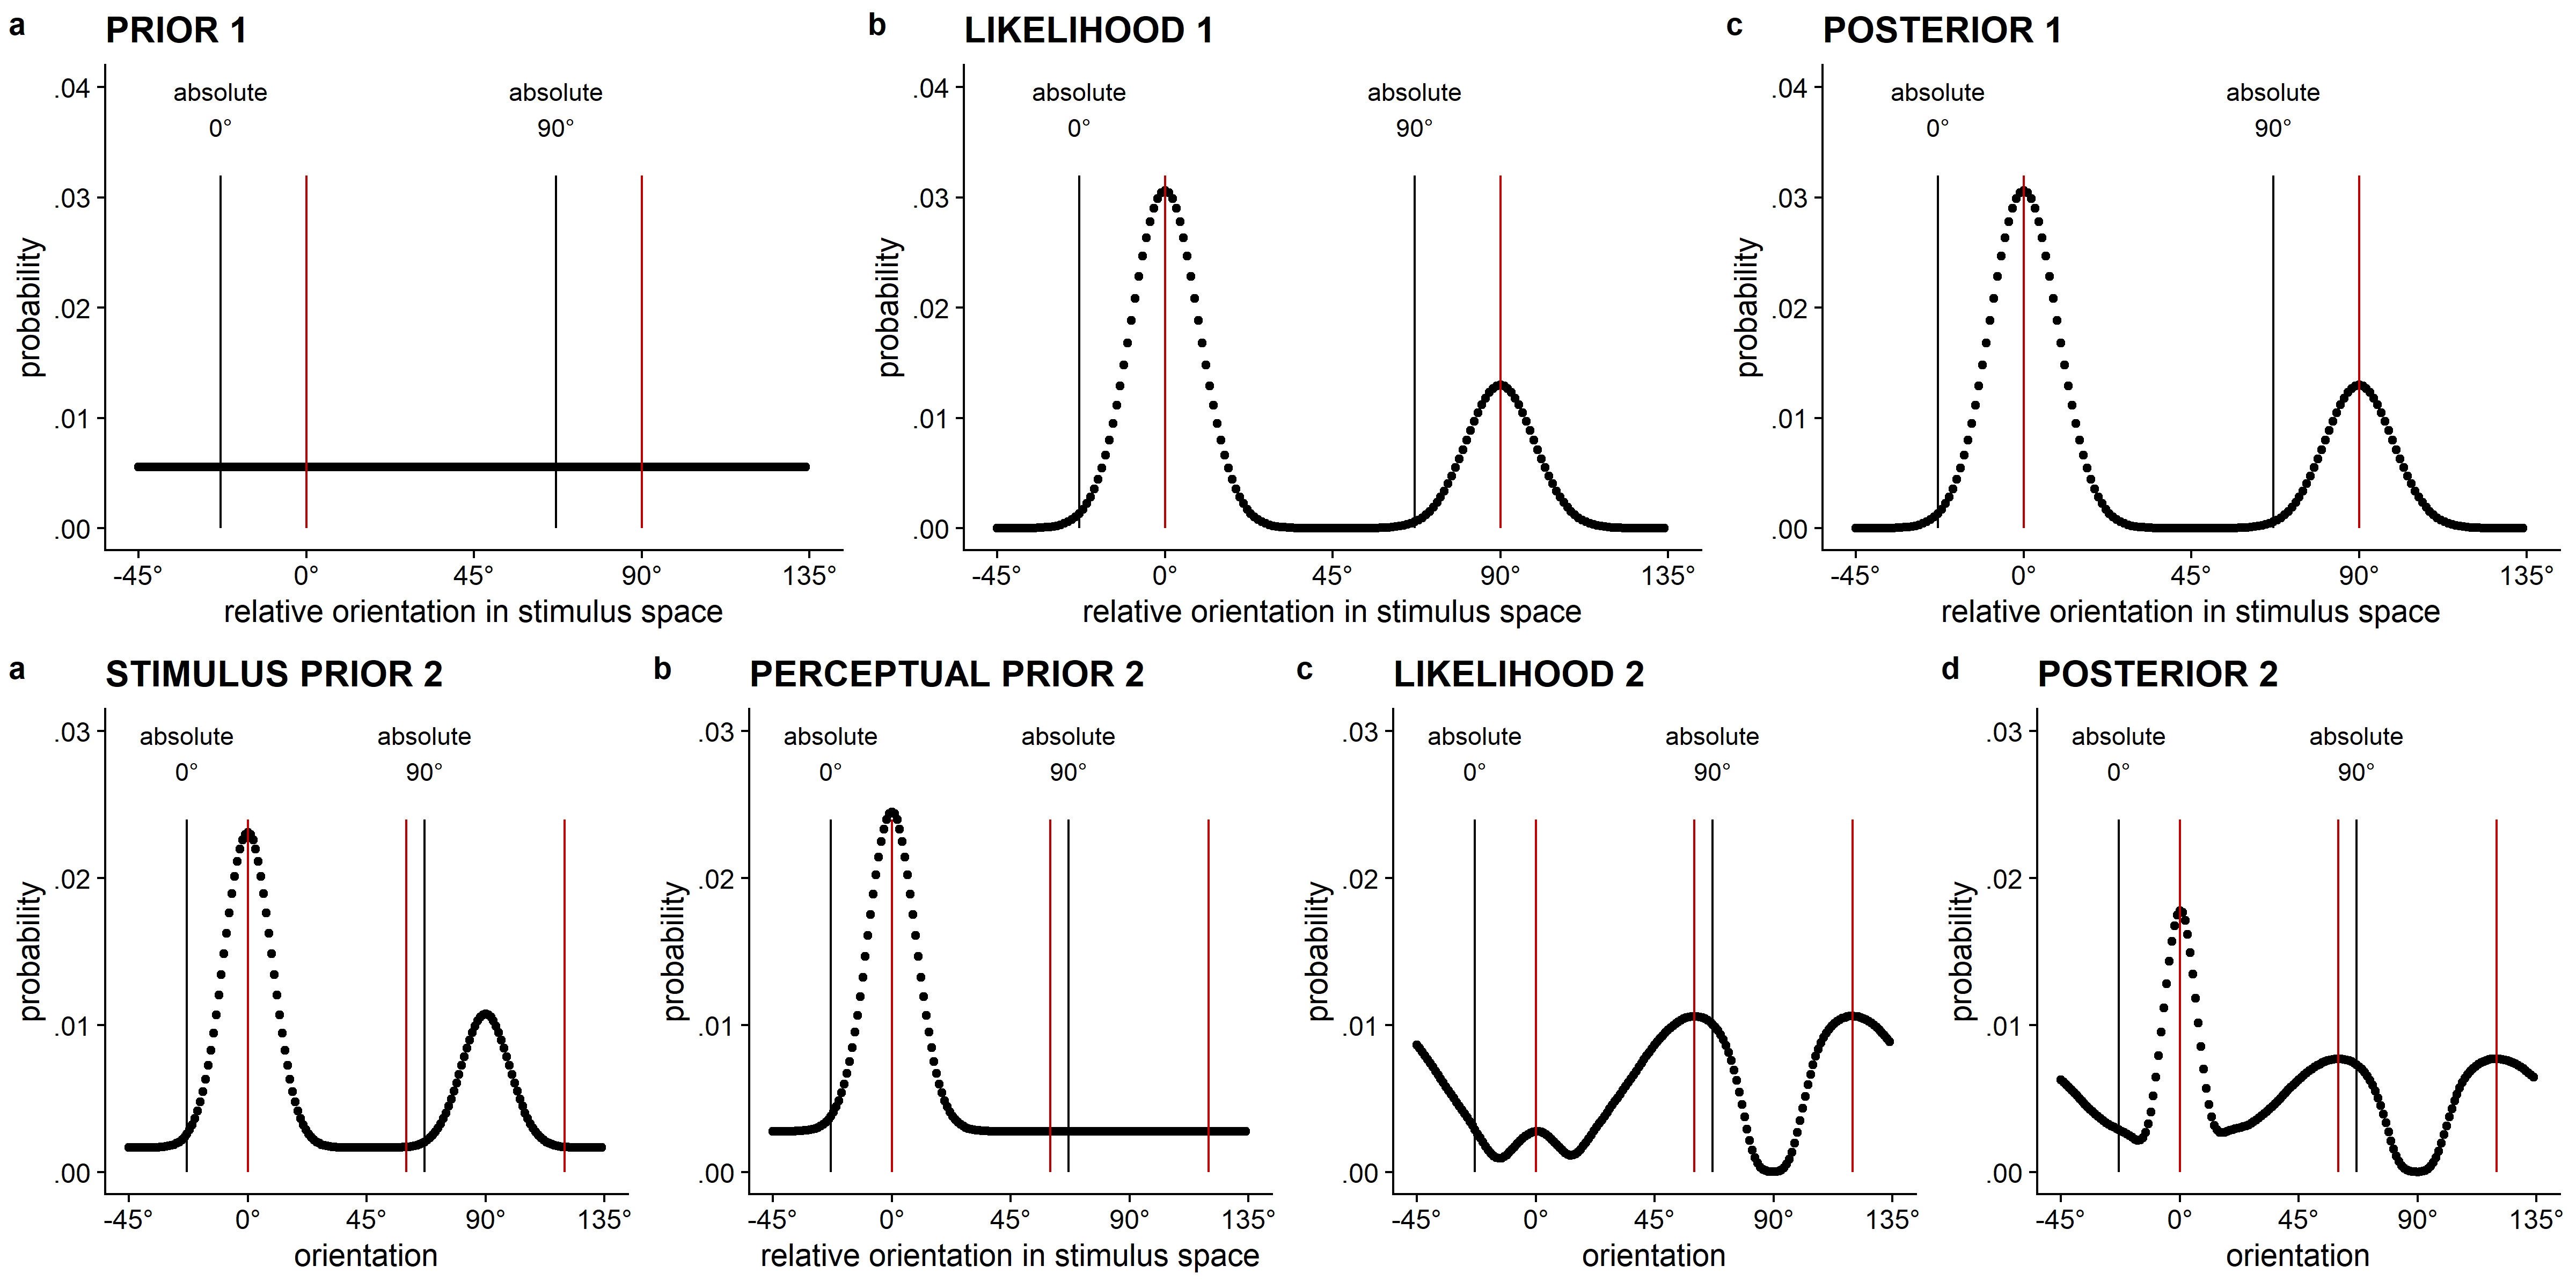 a PRIOR 1
.04
.03
.02
.01
.00
probability
absolute
0°
absolute
90°
-45° 0° 45° 90° 135°
relative orientation in stimulus space
b LIKELIHOOD 1
.04
.03
.02
.01
.00
probability
absolute
0°
absolute
90°
-45° 0° 45° 90° 135°
relative orientation in stimulus space
c POSTERIOR 1
.04
.03
.02
.01
.00
probability
absolute
0°
absolute
90°
-45° 0° 45° 90° 135°
relative orientation in stimulus space
a STIMULUS PRIOR 2
.03
.02
.01
.00
probability
absolute
0°
absolute
90°
-45° 0° 45° 90° 135°
orientation
b PERCEPTUAL PRIOR 2
.03
.02
.01
.00
probability
absolute
0°
absolute
90°
-45° 0° 45° 90° 135°
relative orientation in stimulus space
c LIKELIHOOD 2
.03
.02
.01
.00
probability
absolute
0°
absolute
90°
-45° 0° 45° 90° 135°
orientation
d POSTERIOR 2
.03
.02
.01
.00
probability
absolute
0°
absolute
90°
-45° 0° 45° 90° 135°
orientation